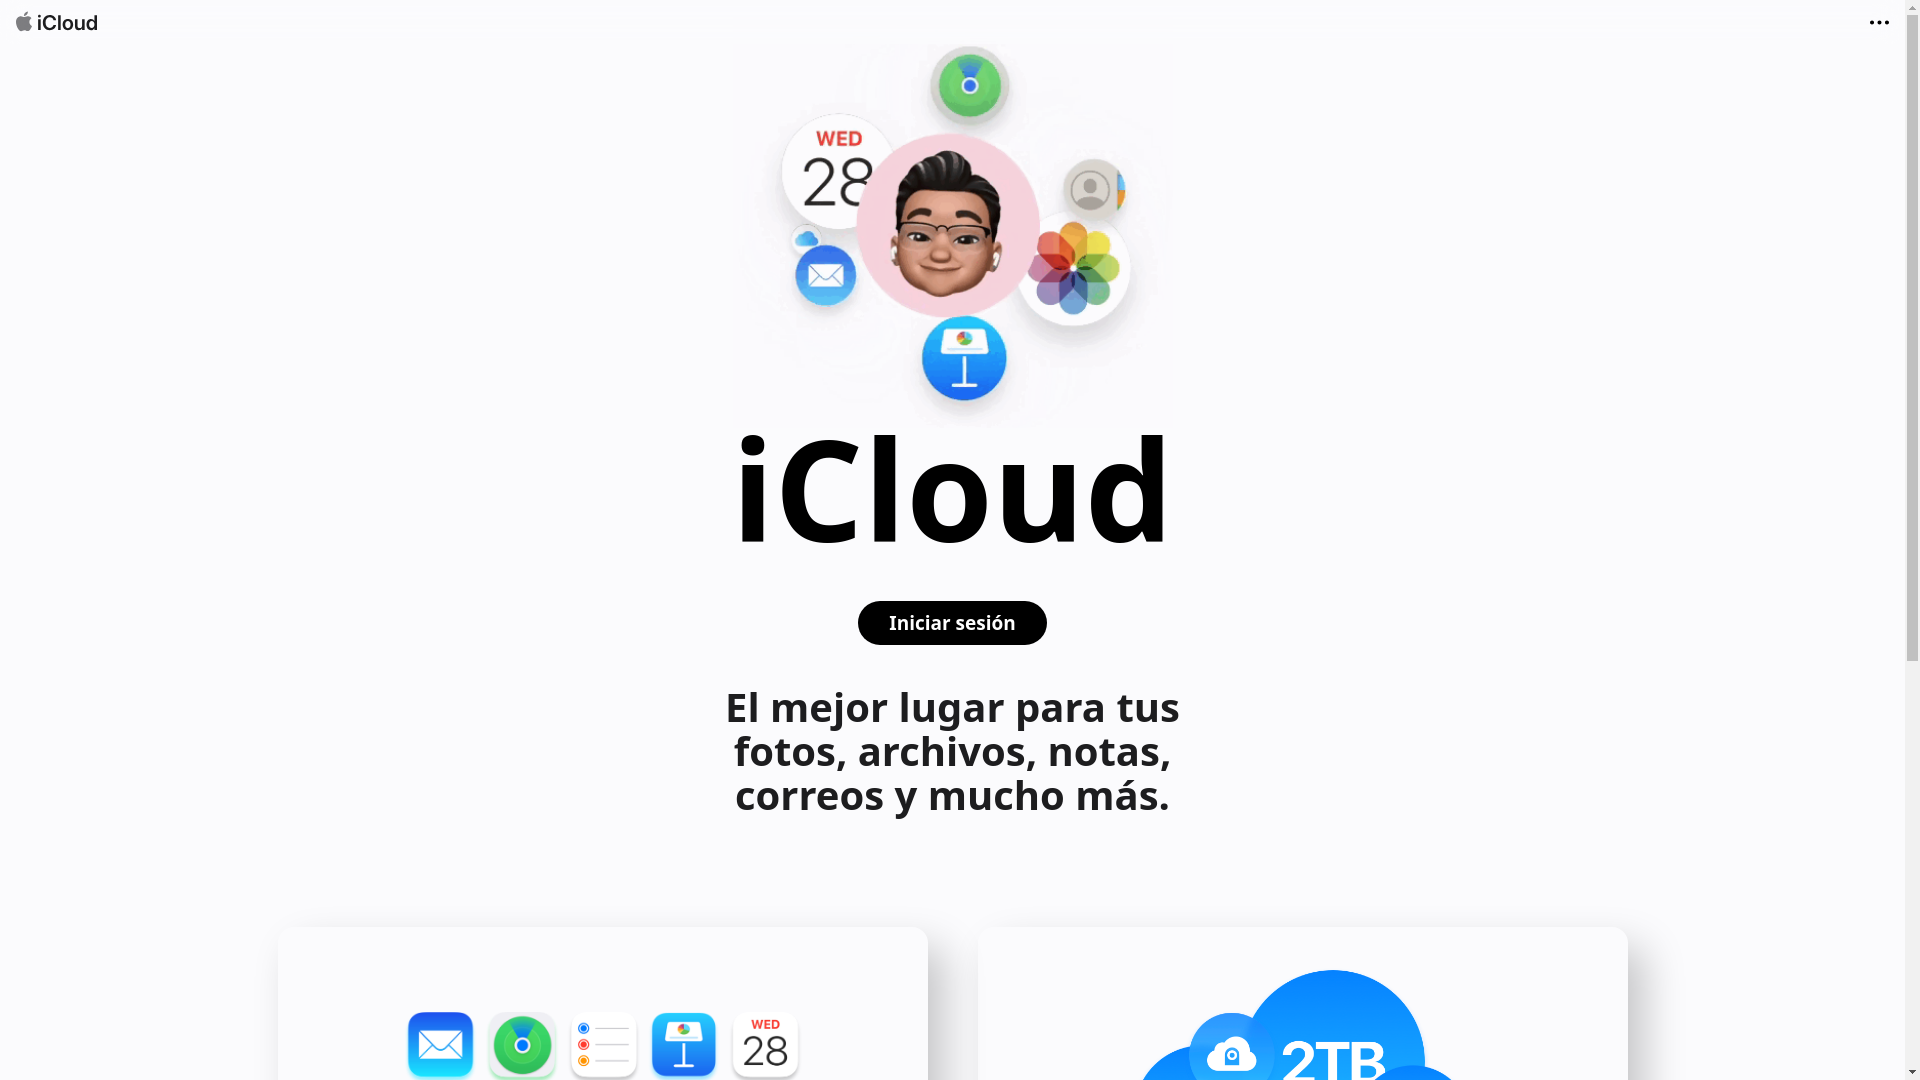 iCloud
WED
28
iCloud
Iniciar sesión
El mejor lugar para tus
fotos, archivos, notas,
correos y mucho más.
WED
28
2TB